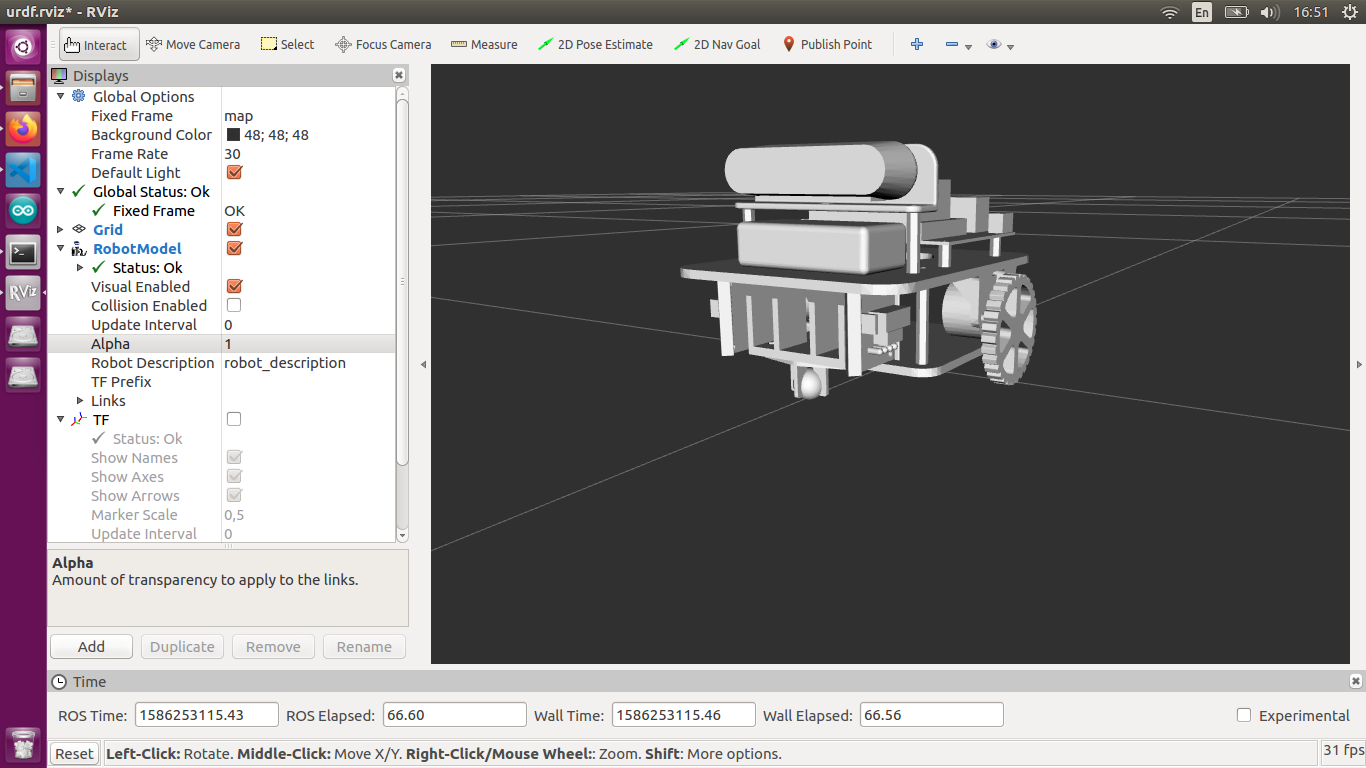 urdf.rviz* - RViz
En
16:51
Interact
Move Camera
Select
Focus Camera
Measure
2D Pose Estimate
2D Nav Goal
Publish Point
Displays
Global Options
Fixed Frame map
Background Color 48; 48; 48
Frame Rate 30
Default Light
Global Status: Ok
Fixed Frame OK
Grid
RobotModel
Status: Ok
Visual Enabled
Collision Enabled
Update Interval 0
Alpha 1
Robot Description robot_description
TF Prefix
Links
TF
Status: Ok
Show Names
Show Axes
Show Arrows
Marker Scale 0,5
Update Interval 0
RViz
Alpha
Amount of transparency to apply to the links.
Add
Duplicate
Remove
Rename
Time
ROS Time: 1586253115.43 ROS Elapsed: 66.60 Wall Time: 1586253115.46 Wall Elapsed: 66.56 Experimental
Reset
Left-Click: Rotate. Middle-Click: Move X/Y. Right-Click/Mouse Wheel:: Zoom. Shift: More options.
31 fps